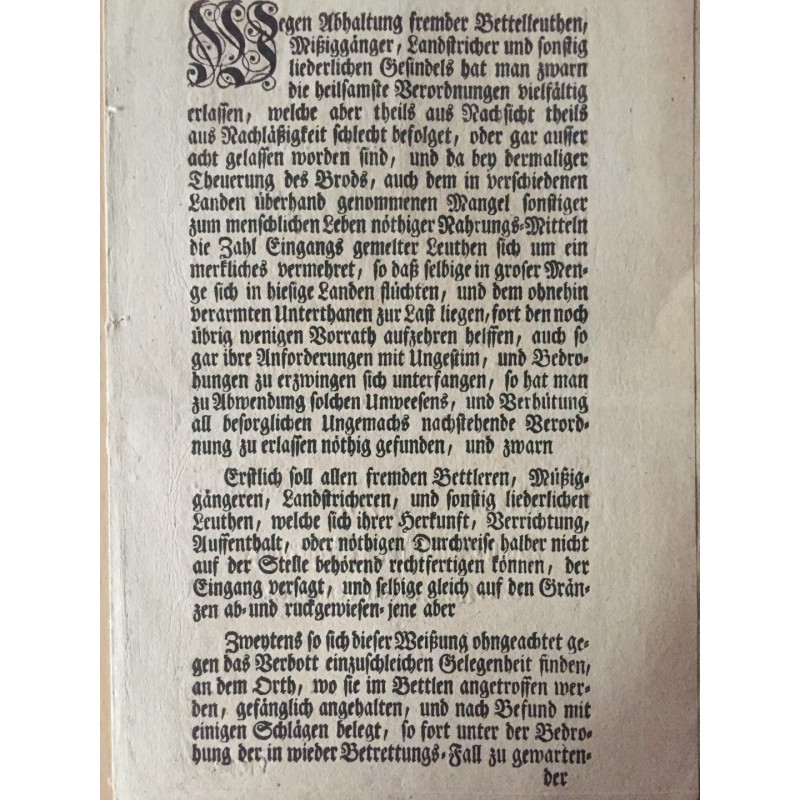 Wegen Abhaltung fremder Bettelleuthen,
Mißiggänger, Landstricher und sonstig
liederlichen Gesindels hat man zwarn
die heilsamste Verordnungen vielfältig
erlassen, welche aber theils aus Nachsicht theils
aus Nachläßigkeit schlecht befolget, oder gar ausser
acht gelassen worden sind, und da bey dermaliger
Theuerung des Brods, auch dem in verschiedenen
Landen überhand genommenen Mangel sonstiger
zum menschlichen Leben nöthiger Nahrungs-Mitteln
die Zahl Eingangs gemelter Leuthen sich um ein
merkliches vermehret, so daß selbige in groser Men-
ge sich in hiesige Landen flüchten, und dem ohnehin
verarmten Unterthanen zur Last liegen, fort den noch
übrig wenigen Vorrath aufzehren helffen, auch so
gar ihre Anforderungen mit Ungestim, und Bedro-
hungen zu erzwingen sich unterfangen, so hat man
zu Abwendung solchen Unweesens, und Verhütung
all besorglichen Ungemachs nachstehende Verord-
nung zu erlassen nöthig gefunden, und zwarn
Erstlich soll allen fremden Bettleren, Müßig-
gängeren, Landstricheren, und sonstig liederlichen
Leuthen, welche sich ihrer Herkunft, Verrichtung,
Auffenthalt, oder nöthigen Durchreise halber nicht
auf der Stelle behörend rechtfertigen können, der
Eingang versagt, und selbige gleich auf den Grän-
zen ab- und ruckgewiesen- jene aber
Zweytens so sich dieser Weißung ohngeachtet ge-
gen das Verbott einzuschleichen Gelegenheit finden,
an dem Orth, wo sie im Bettlen angetroffen wer-
den, gefänglich angehalten, und nach Befund mit
einigen Schlägen belegt, so fort unter der Bedro-
hung der in wieder Betrettungs-Fall zu gewarten-
der